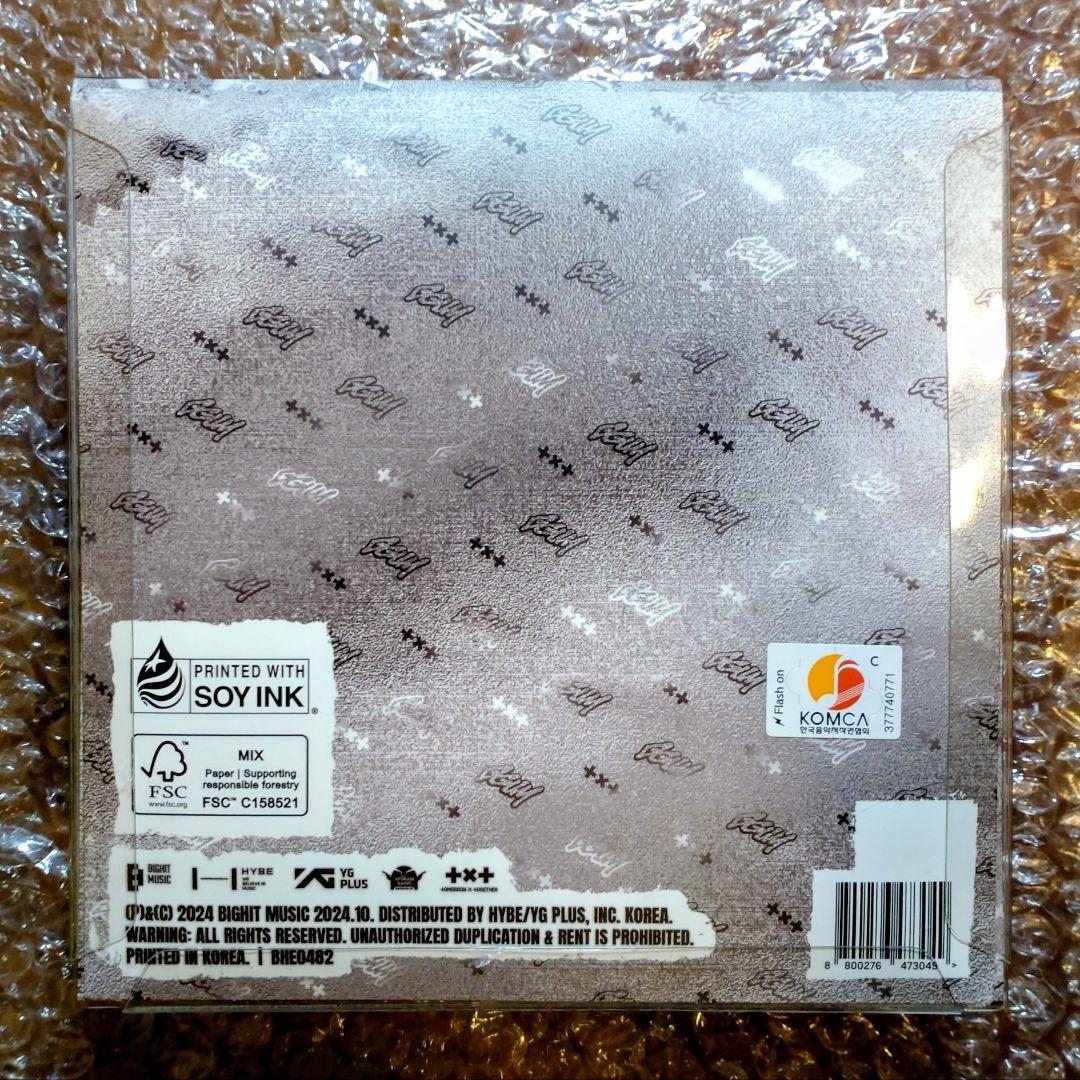 PRINTED WITH
SOY INK
®
FSC™
www.fsc.org
MIX
Paper | Supporting
responsible forestry
FSC™ C158521
Flash on
C
KOMCA
한국음악저작권협회
377740771
BIGHIT
MUSIC
HYBE
WE
BELIEVE IN
MUSIC
YG
PLUS
+×+
TOMORROW X TOGETHER
(P)&(C) 2024 BIGHIT MUSIC 2024.10. DISTRIBUTED BY HYBE/YG PLUS, INC. KOREA.
WARNING: ALL RIGHTS RESERVED. UNAUTHORIZED DUPLICATION & RENT IS PROHIBITED.
PRINTED IN KOREA. | BHE0482
8 800276 473049 >